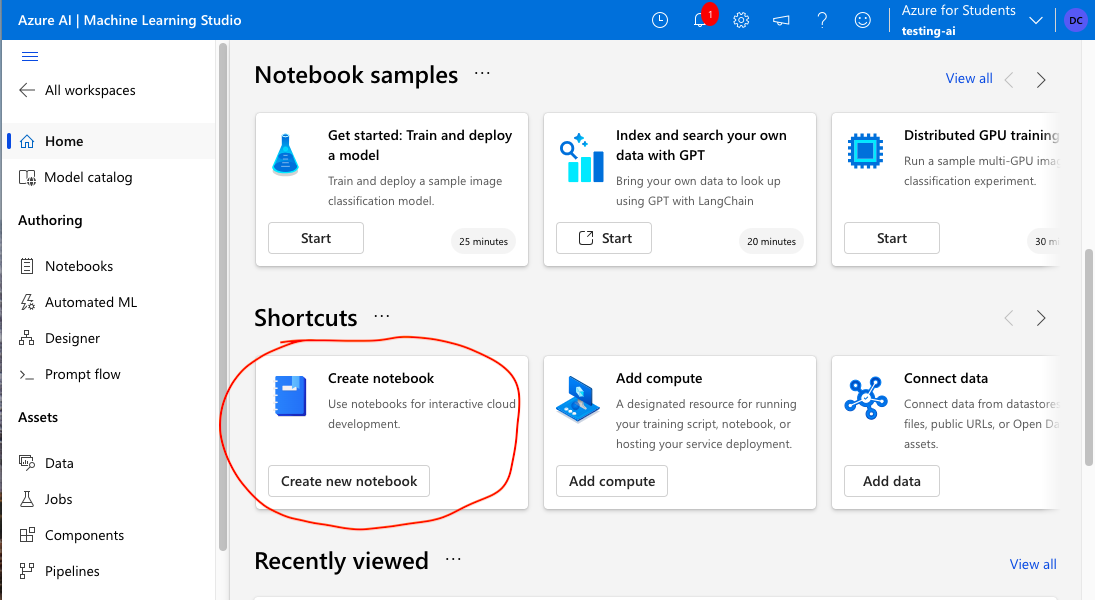 Azure AI | Machine Learning Studio
1
Azure for Students
testing-ai
DC
All workspaces
Home
Model catalog
Authoring
Notebooks
Automated ML
Designer
Prompt flow
Assets
Data
Jobs
Components
Pipelines
Notebook samples ...
View all
Get started: Train and deploy
a model
Train and deploy a sample image
classification model.
Start
25 minutes
Index and search your own
data with GPT
Bring your own data to look up
using GPT with LangChain
Start
20 minutes
Distributed GPU training
Run a sample multi-GPU
classification experiment.
Start
30
Shortcuts ...
Create notebook
Use notebooks for interactive cloud
development.
Create new notebook
Add compute
A designated resource for running
your training script, notebook, or
hosting your service deployment.
Add compute
Connect data
Connect data from datastores
files, public URLs, or Open
assets.
Add data
Recently viewed ...
View all